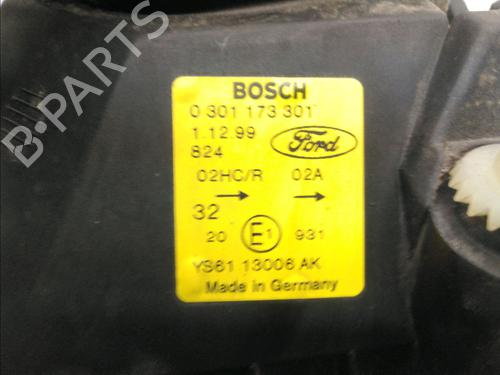 BOSCH
0 301 173 301
1.12.99
824
Ford
02HC/R 02A
32
20 E1 931
YS61 13006 AK
Made in Germany
B-PARTS